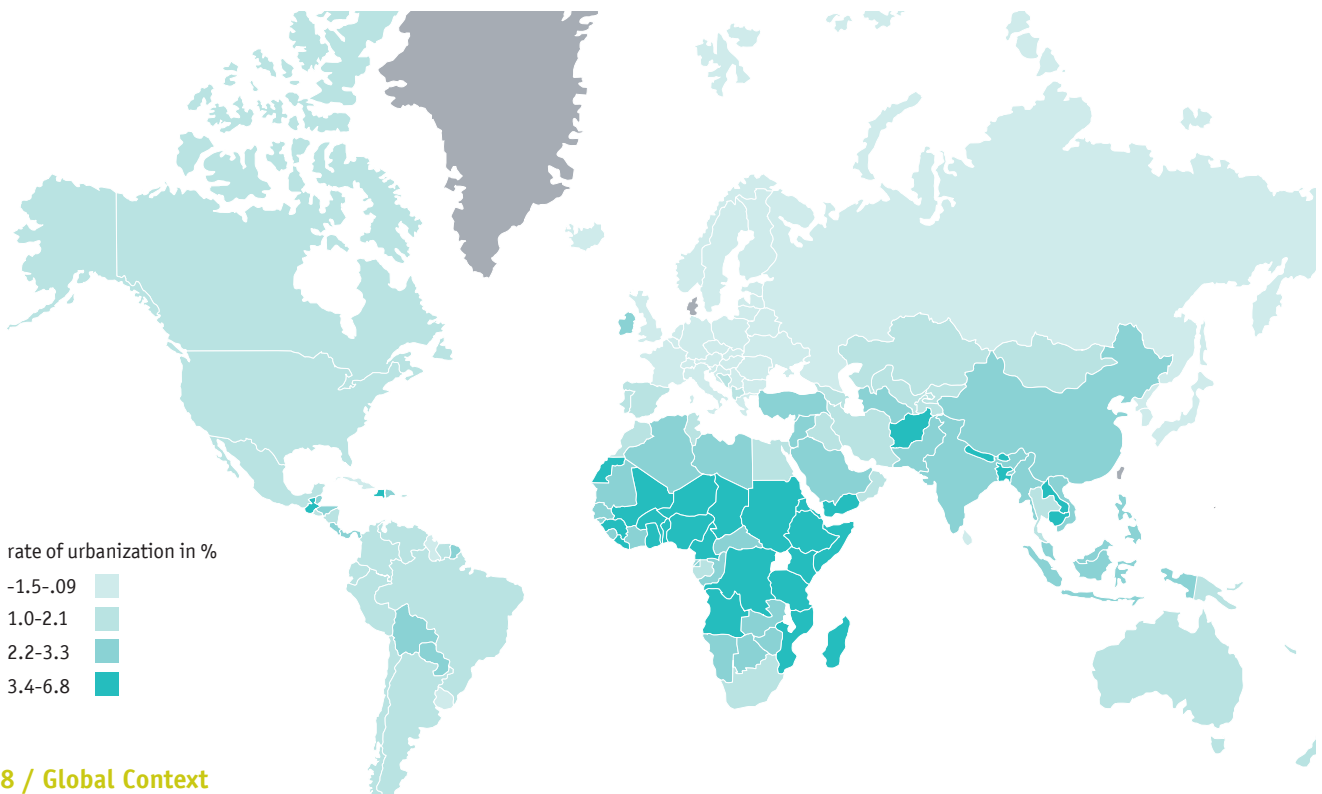 rate of urbanization in %
-1.5-.09
1.0-2.1
2.2-3.3
3.4-6.8
8 / Global Context